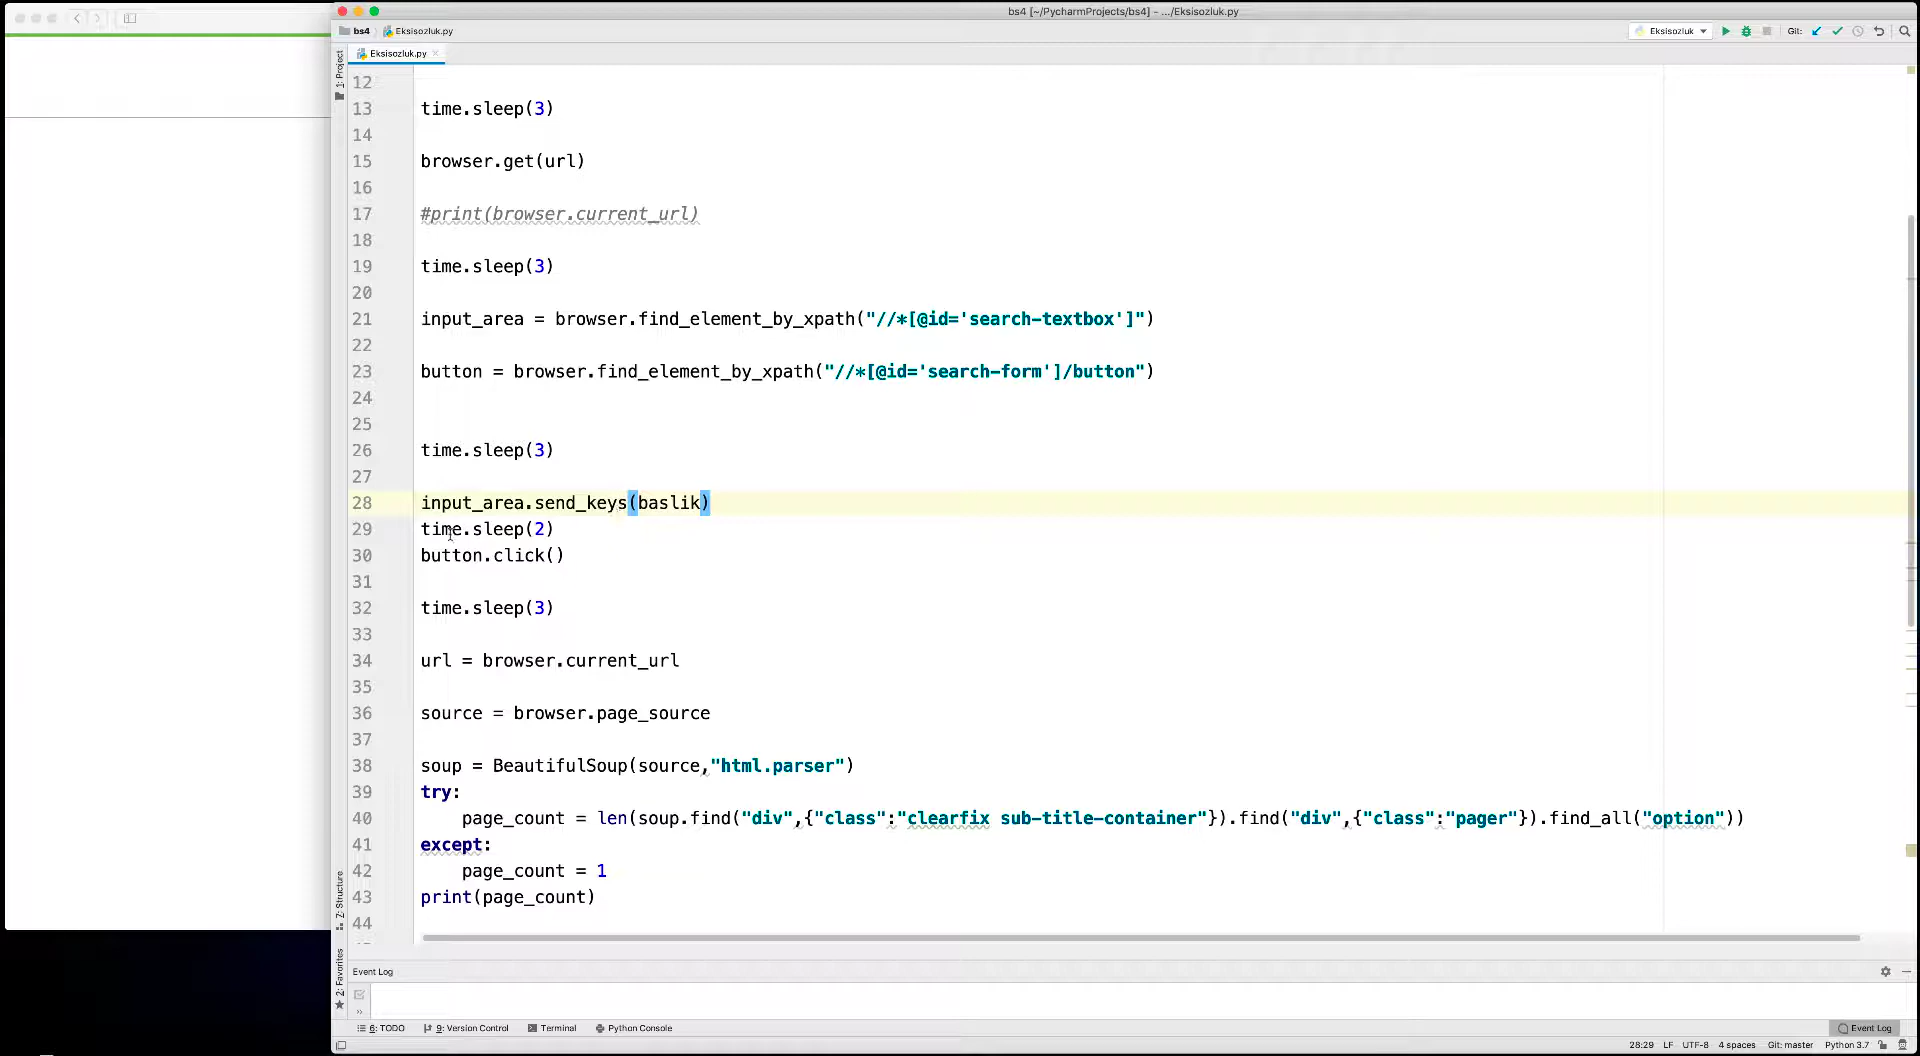 bs4 [~/PycharmProjects/bs4] – .../Eksisozluk.py
bs4 Eksisozluk.py
Eksisozluk Git:
Eksisozluk.py
1: Project
12
13 time.sleep(3)
14
15 browser.get(url)
16
17 #print(browser.current_url)
18
19 time.sleep(3)
20
21 input_area = browser.find_element_by_xpath("//*[@id='search-textbox']")
22
23 button = browser.find_element_by_xpath("//*[@id='search-form']/button")
24
25
26 time.sleep(3)
27
28 input_area.send_keys(baslik)
29 time.sleep(2)
30 button.click()
31
32 time.sleep(3)
33
34 url = browser.current_url
35
36 source = browser.page_source
37
38 soup = BeautifulSoup(source,"html.parser")
39 try:
40 page_count = len(soup.find("div",{"class":"clearfix sub-title-container"}).find("div",{"class":"pager"}).find_all("option"))
41 except:
42 page_count = 1
43 print(page_count)
44
7: Structure
2: Favorites
Event Log
6: TODO 9: Version Control Terminal Python Console Event Log
28:29 LF UTF-8 4 spaces Git: master Python 3.7